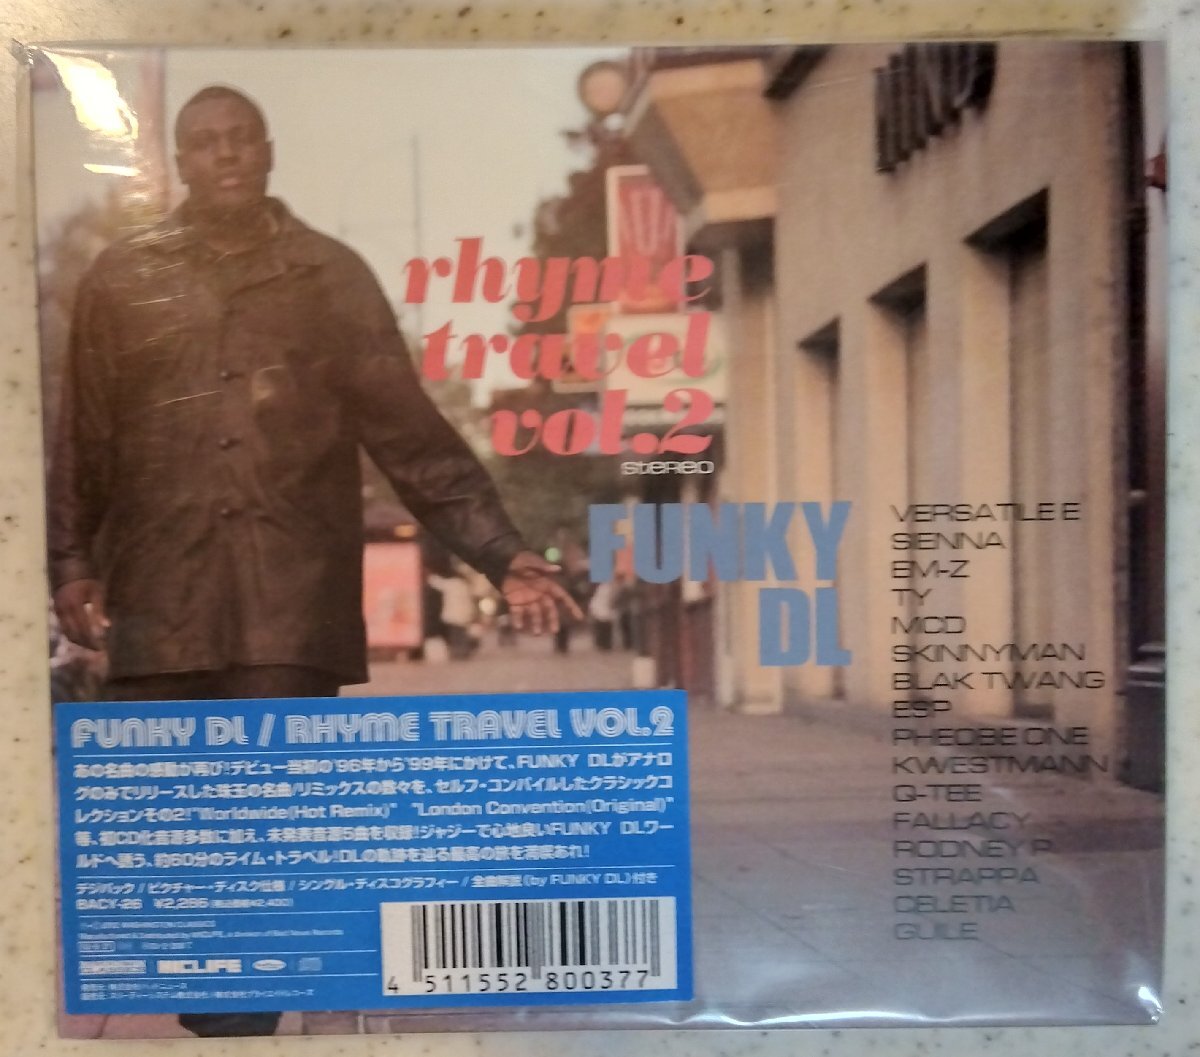 rhyme
travel
vol.2
stereo
FUNKY
DL
VERSATILE E
SIENNA
EM-Z
TY
MCD
SKINNYMAN
BLAK TWANG
ESP
PHEOBE ONE
KWESTMANN
Q-TEE
FALLACY
RODNEY P
STRAPPA
CELETIA
GUILE
FUNKY DL / RHYME TRAVEL VOL.2
あの名曲の感動が再び!デビュー当初の'96年から'99年にかけて、FUNKY DLがアナロ
グのみでリリースした珠玉の名曲/リミックスの数々を、セルフ・コンパイルしたクラシックコ
レクションその2!"Worldwide(Hot Remix)" "London Convention(Original)"
等、初CD化音源多数に加え、未発表音源5曲を収録!ジャジーで心地良いFUNKY DLワー
ルドへ誘う、約60分のライム・トラベル!DLの軌跡を辿る最高の旅を満喫あれ!
デジパック / ピクチャー・ディスク仕様 / シングル・ディスコグラフィー / 全曲解説(by FUNKY DL)付き
BACY-26 ¥2,286(税込価格¥2,400)
MCLIFE
4 511552 800377